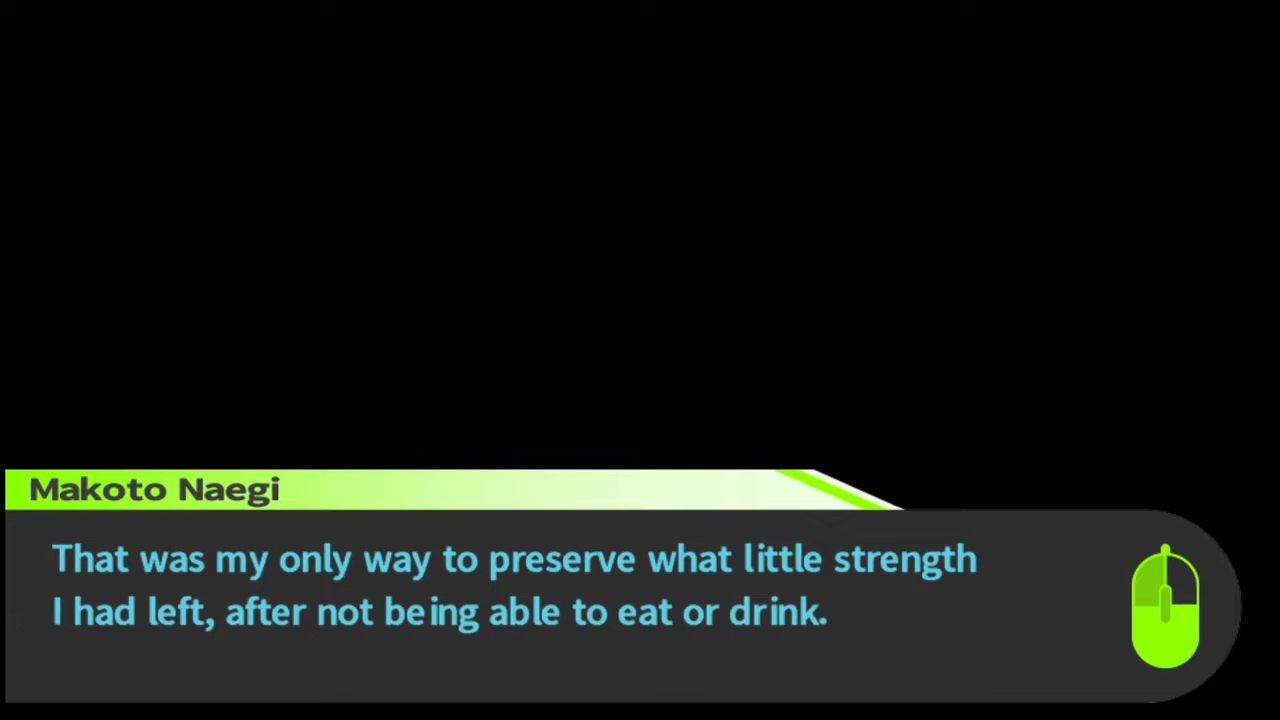 Makoto Naegi
That was my only way to preserve what little strength
I had left, after not being able to eat or drink.